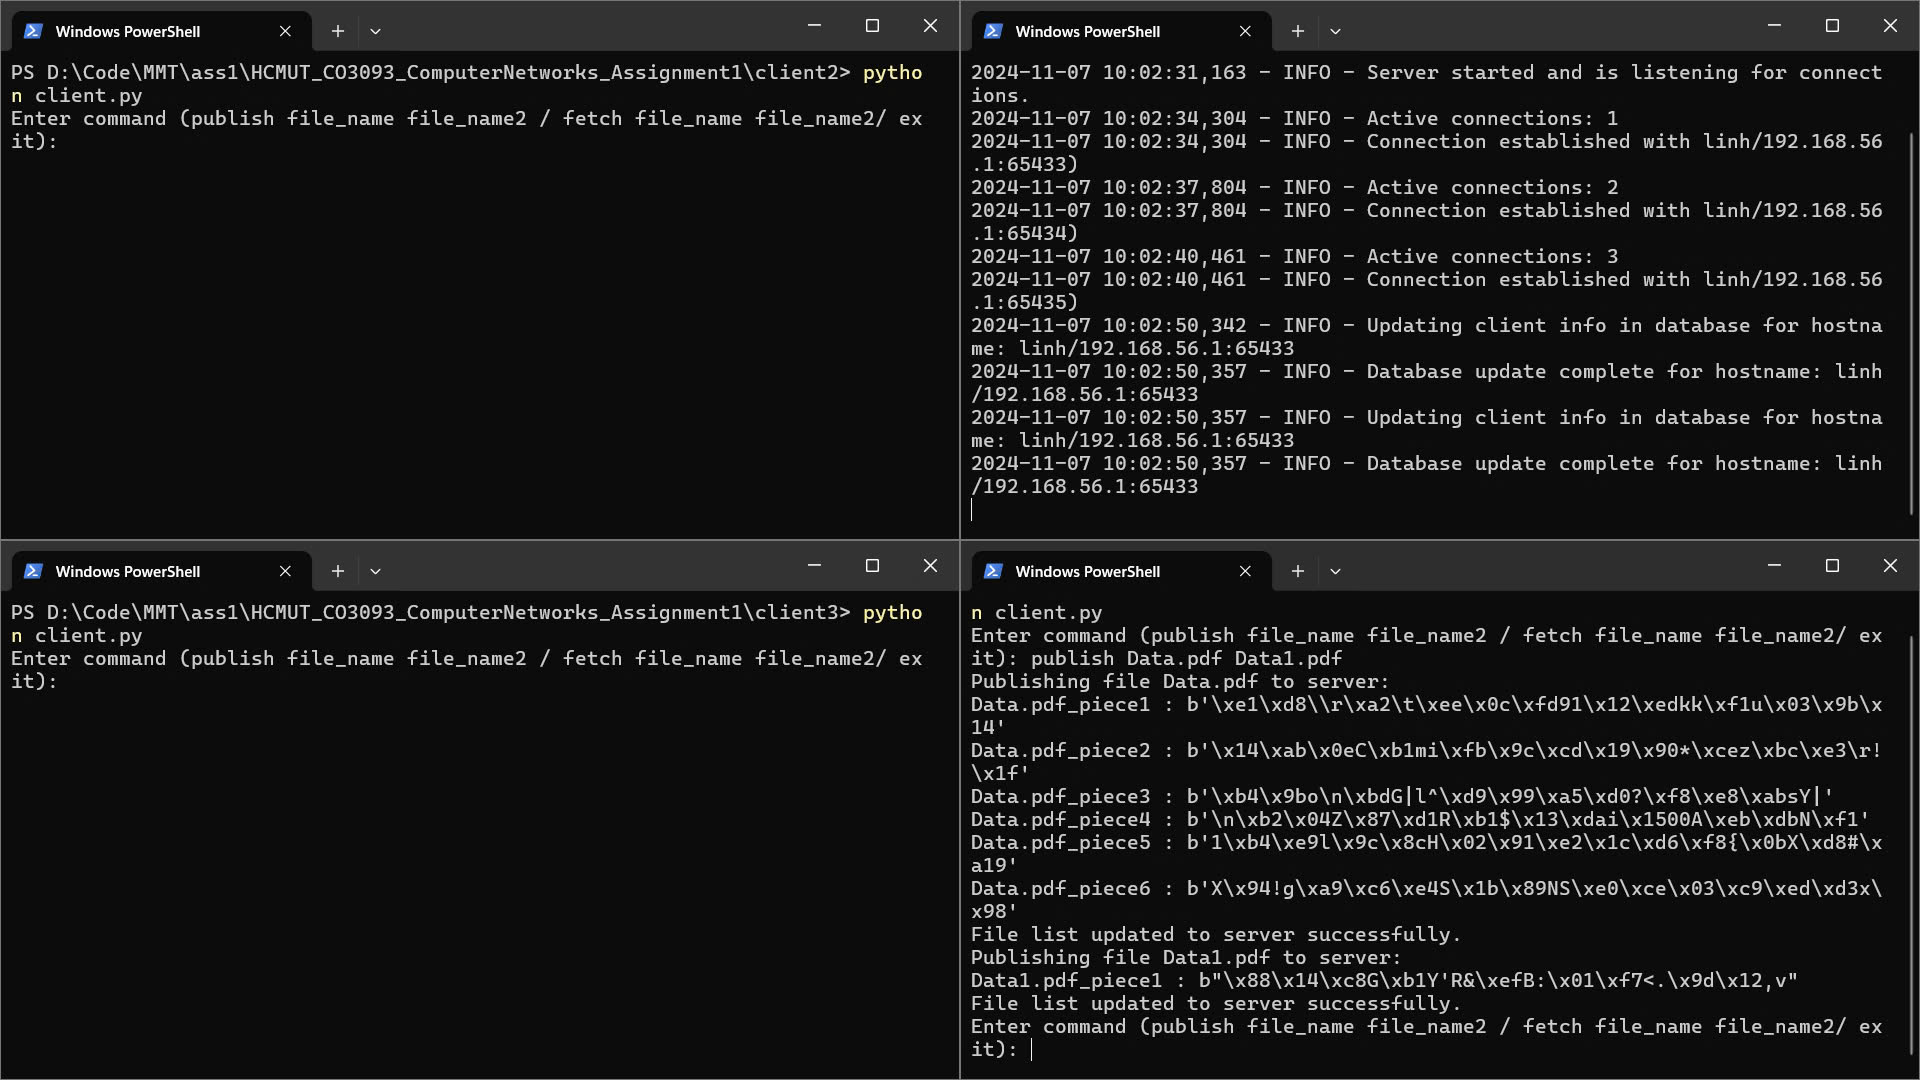 Windows PowerShell
PS D:\Code\MMT\ass1\HCMUT_CO3093_ComputerNetworks_Assignment1\client2> pytho
n client.py
Enter command (publish file_name file_name2 / fetch file_name file_name2/ ex
it):
Windows PowerShell
2024-11-07 10:02:31,163 - INFO - Server started and is listening for connect
ions.
2024-11-07 10:02:34,304 - INFO - Active connections: 1
2024-11-07 10:02:34,304 - INFO - Connection established with linh/192.168.56
.1:65433)
2024-11-07 10:02:37,804 - INFO - Active connections: 2
2024-11-07 10:02:37,804 - INFO - Connection established with linh/192.168.56
.1:65434)
2024-11-07 10:02:40,461 - INFO - Active connections: 3
2024-11-07 10:02:40,461 - INFO - Connection established with linh/192.168.56
.1:65435)
2024-11-07 10:02:50,342 - INFO - Updating client info in database for hostna
me: linh/192.168.56.1:65433
2024-11-07 10:02:50,357 - INFO - Database update complete for hostname: linh
/192.168.56.1:65433
2024-11-07 10:02:50,357 - INFO - Updating client info in database for hostna
me: linh/192.168.56.1:65433
2024-11-07 10:02:50,357 - INFO - Database update complete for hostname: linh
/192.168.56.1:65433
Windows PowerShell
PS D:\Code\MMT\ass1\HCMUT_CO3093_ComputerNetworks_Assignment1\client3> pytho
n client.py
Enter command (publish file_name file_name2 / fetch file_name file_name2/ ex
it):
Windows PowerShell
n client.py
Enter command (publish file_name file_name2 / fetch file_name file_name2/ ex
it): publish Data.pdf Data1.pdf
Publishing file Data.pdf to server:
Data.pdf_piece1 : b'\xe1\xd8\\r\xa2\t\xee\x0c\xfd91\x12\xedkk\xf1u\x03\x9b\x
14'
Data.pdf_piece2 : b'\x14\xab\x0eC\xb1mi\xfb\x9c\xcd\x19\x90*\xcez\xbc\xe3\r!
\x1f'
Data.pdf_piece3 : b'\xb4\x9bo\n\xbdG|l^\xd9\x99\xa5\xd0?\xf8\xe8\xabsY|'
Data.pdf_piece4 : b'\n\xb2\x04Z\x87\xd1R\xb1$\x13\xdai\x1500A\xeb\xdbN\xf1'
Data.pdf_piece5 : b'1\xb4\xe9l\x9c\x8cH\x02\x91\xe2\x1c\xd6\xf8{\x0bX\xd8#\x
a19'
Data.pdf_piece6 : b'X\x94!g\xa9\xc6\xe4S\x1b\x89NS\xe0\xce\x03\xc9\xed\xd3x\
x98'
File list updated to server successfully.
Publishing file Data1.pdf to server:
Data1.pdf_piece1 : b"\x88\x14\xc8G\xb1Y'R&\xefB:\x01\xf7<.\x9d\x12,v"
File list updated to server successfully.
Enter command (publish file_name file_name2 / fetch file_name file_name2/ ex
it):